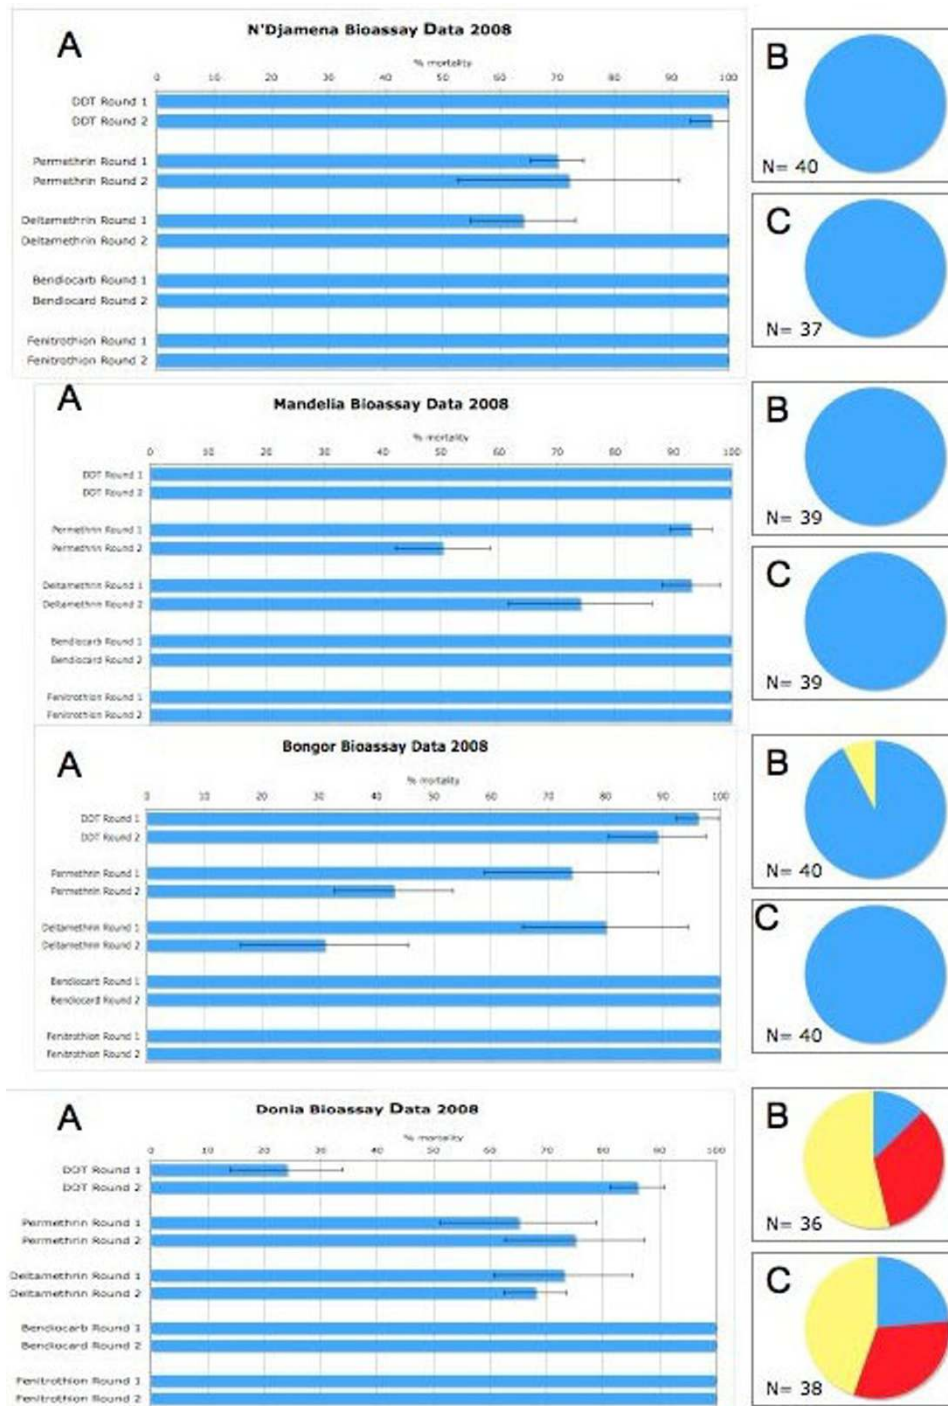 A
N'Djamena Bioassay Data 2008
% mortality
0 10 20 30 40 50 60 70 80 90 100
DDT Round 1
DDT Round 2
Permethrin Round 1
Permethrin Round 2
Deltamethrin Round 1
Deltamethrin Round 2
Bendiocarb Round 1
Bendiocard Round 2
Fenitrothion Round 1
Fenitrothion Round 2
B
N= 40
C
N= 37
A
Mandelia Bioassay Data 2008
% mortality
0 10 20 30 40 50 60 70 80 90 100
DDT Round 1
DDT Round 2
Permethrin Round 1
Permethrin Round 2
Deltamethrin Round 1
Deltamethrin Round 2
Bendiocarb Round 1
Bendiocard Round 2
Fenitrothion Round 1
Fenitrothion Round 2
B
N= 39
C
N= 39
A
Bongor Bioassay Data 2008
% mortality
0 10 20 30 40 50 60 70 80 90 100
DDT Round 1
DDT Round 2
Permethrin Round 1
Permethrin Round 2
Deltamethrin Round 1
Deltamethrin Round 2
Bendiocarb Round 1
Bendiocard Round 2
Fenitrothion Round 1
Fenitrothion Round 2
B
N= 40
C
N= 40
A
Donia Bioassay Data 2008
% mortality
0 10 20 30 40 50 60 70 80 90 100
DDT Round 1
DDT Round 2
Permethrin Round 1
Permethrin Round 2
Deltamethrin Round 1
Deltamethrin Round 2
Bendiocarb Round 1
Bendiocard Round 2
Fenitrothion Round 1
Fenitrothion Round 2
B
N= 36
C
N= 38